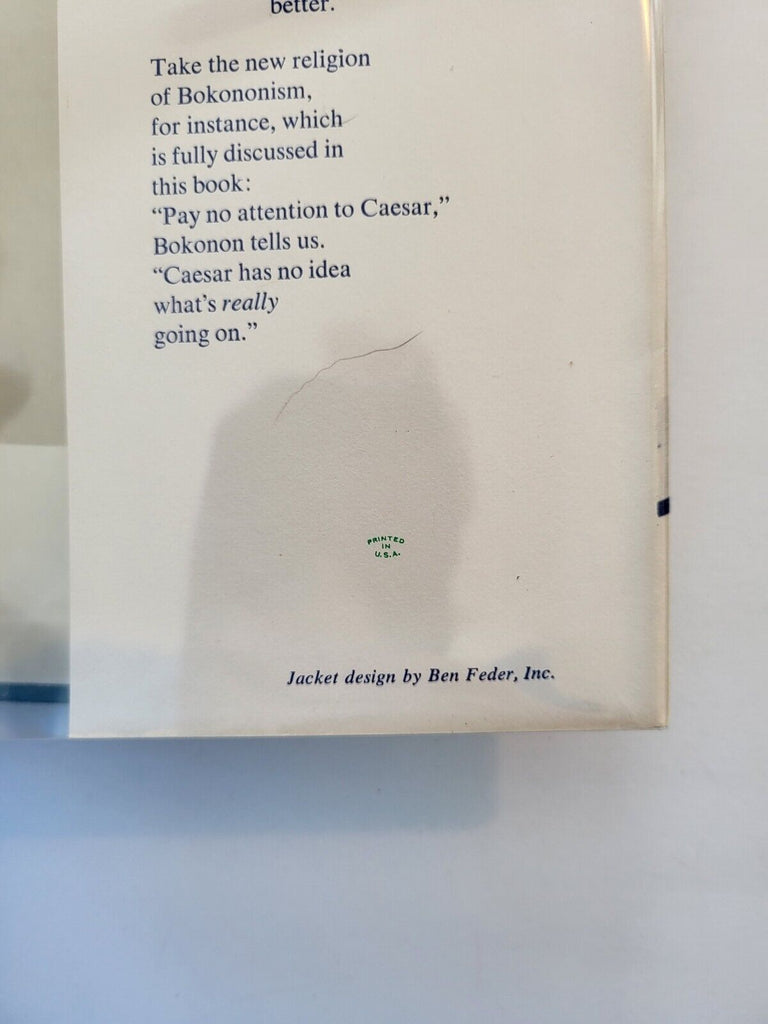 better.
Take the new religion
of Bokononism,
for instance, which
is fully discussed in
this book:
“Pay no attention to Caesar,”
Bokonon tells us.
“Caesar has no idea
what’s really
going on.”
PRINTED
IN
U.S.A.
Jacket design by Ben Feder, Inc.